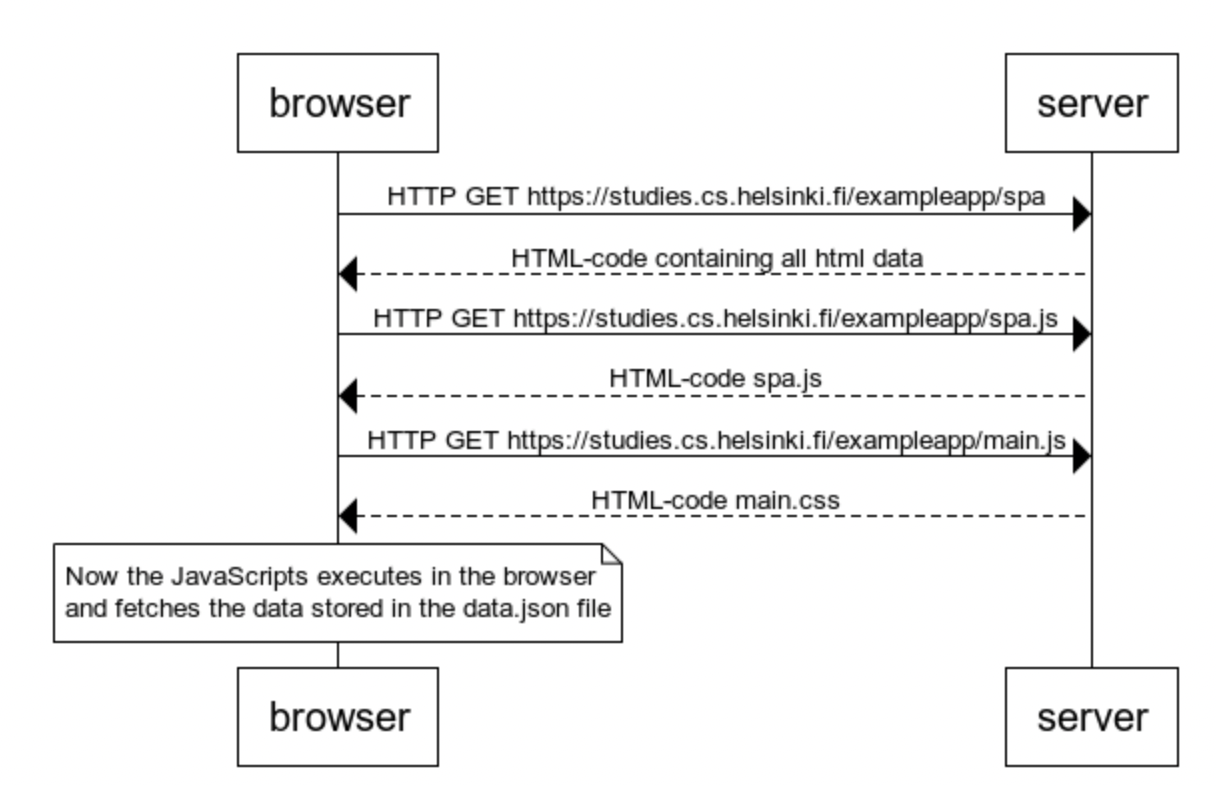 browser
server
HTTP GET https://studies.cs.helsinki.fi/exampleapp/spa
HTML-code containing all html data
HTTP GET https://studies.cs.helsinki.fi/exampleapp/spa.js
HTML-code spa.js
HTTP GET https://studies.cs.helsinki.fi/exampleapp/main.js
HTML-code main.css
Now the JavaScripts executes in the browser
and fetches the data stored in the data.json file
browser
server